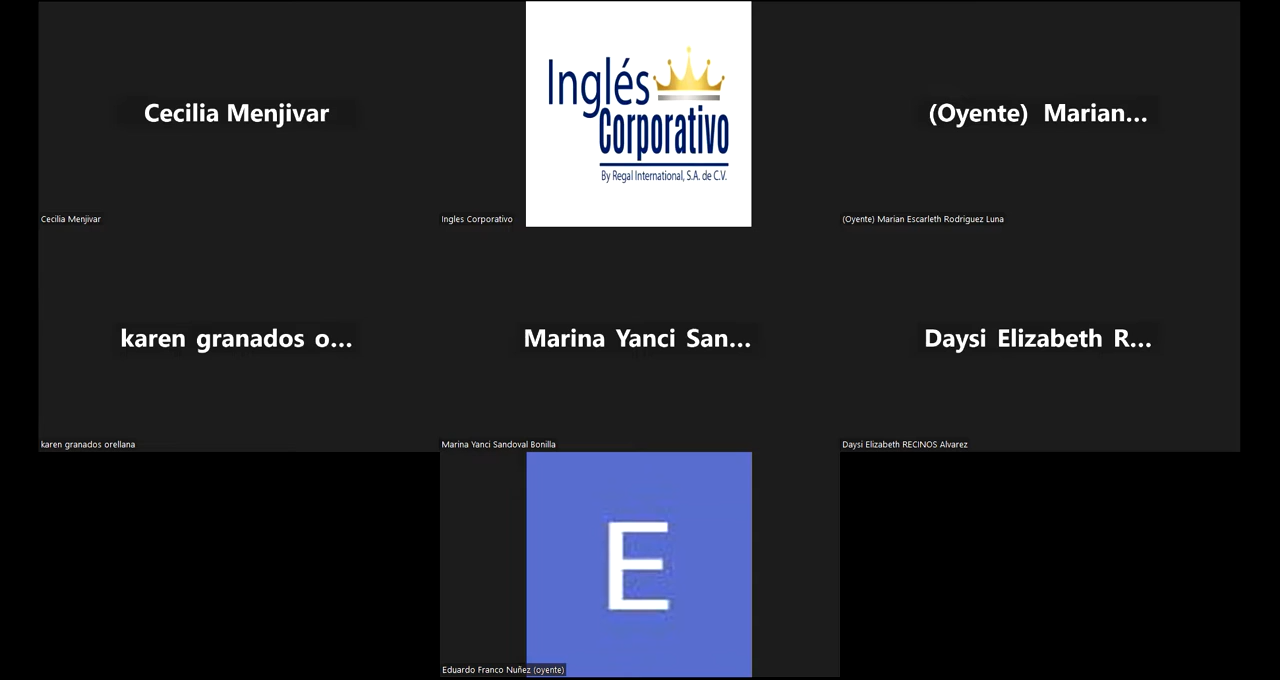 Cecilia Menjivar
Inglés
Corporativo
By Regal International, S.A. de C.V.
(Oyente) Marian...
Cecilia Menjivar
Ingles Corporativo
(Oyente) Marian Escarleth Rodriguez Luna
karen granados o...
Marina Yanci San...
Daysi Elizabeth R...
karen granados orellana
Marina Yanci Sandoval Bonilla
Daysi Elizabeth RECINOS Alvarez
E
Eduardo Franco Nuñez (oyente)